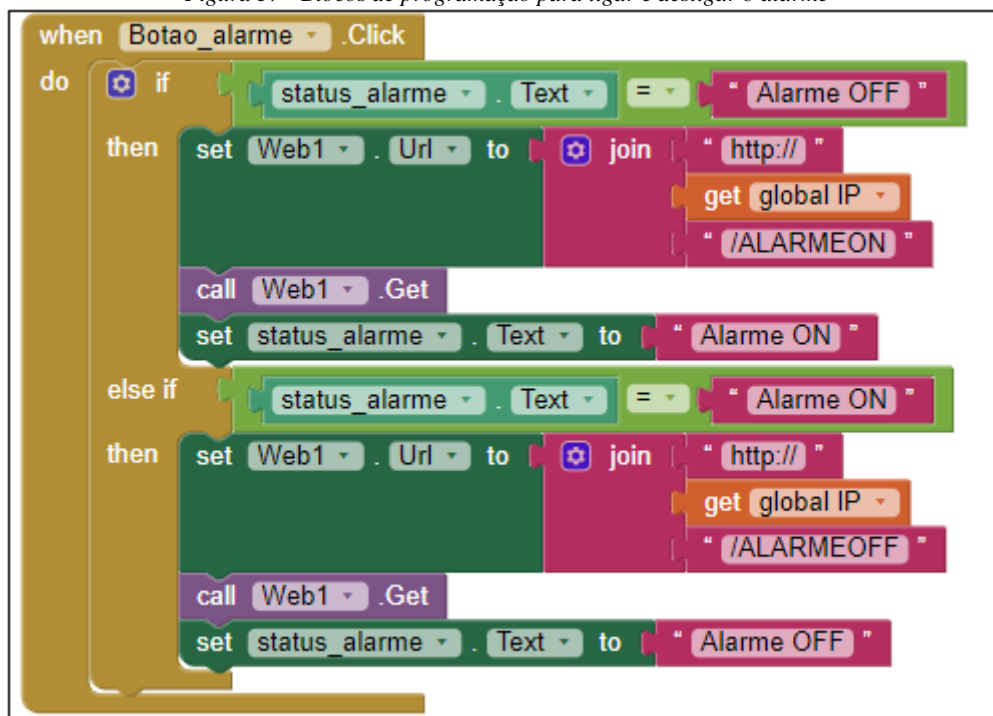 when Botao_alarme .Click
do if status_alarme . Text = " Alarme OFF "
then set Web1 . Url to join " http:// "
get global IP
" /ALARMEON "
call Web1 .Get
set status_alarme . Text to " Alarme ON "
else if status_alarme . Text = " Alarme ON "
then set Web1 . Url to join " http:// "
get global IP
" /ALARMEOFF "
call Web1 .Get
set status_alarme . Text to " Alarme OFF "